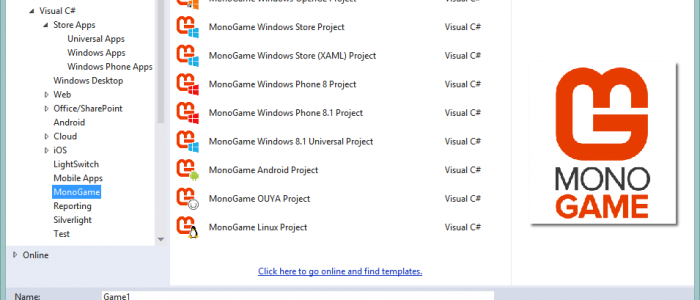 Visual C#
Store Apps
Universal Apps
Windows Apps
Windows Phone Apps
Windows Desktop
Web
Office/SharePoint
Android
Cloud
iOS
LightSwitch
Mobile Apps
MonoGame
Reporting
Silverlight
Test
Online
MonoGame Windows OpenGL Project Visual C#
MonoGame Windows Store Project Visual C#
MonoGame Windows Store (XAML) Project Visual C#
MonoGame Windows Phone 8 Project Visual C#
MonoGame Windows Phone 8.1 Project Visual C#
MonoGame Windows 8.1 Universal Project Visual C#
MonoGame Android Project Visual C#
MonoGame OUYA Project Visual C#
MonoGame Linux Project Visual C#
Click here to go online and find templates.
MONO
GAME
Name: Game1